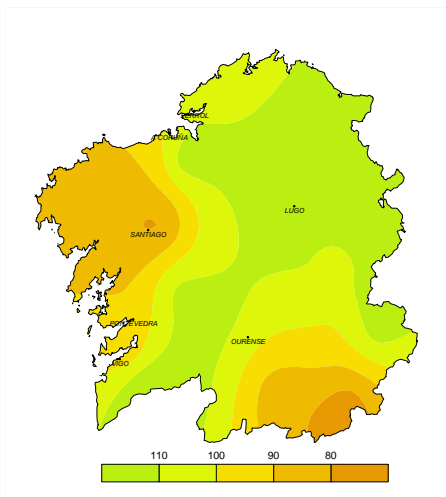 FERROL
A CORUÑA
LUGO
SANTIAGO
PONTEVEDRA
OURENSE
VIGO
110 100 90 80